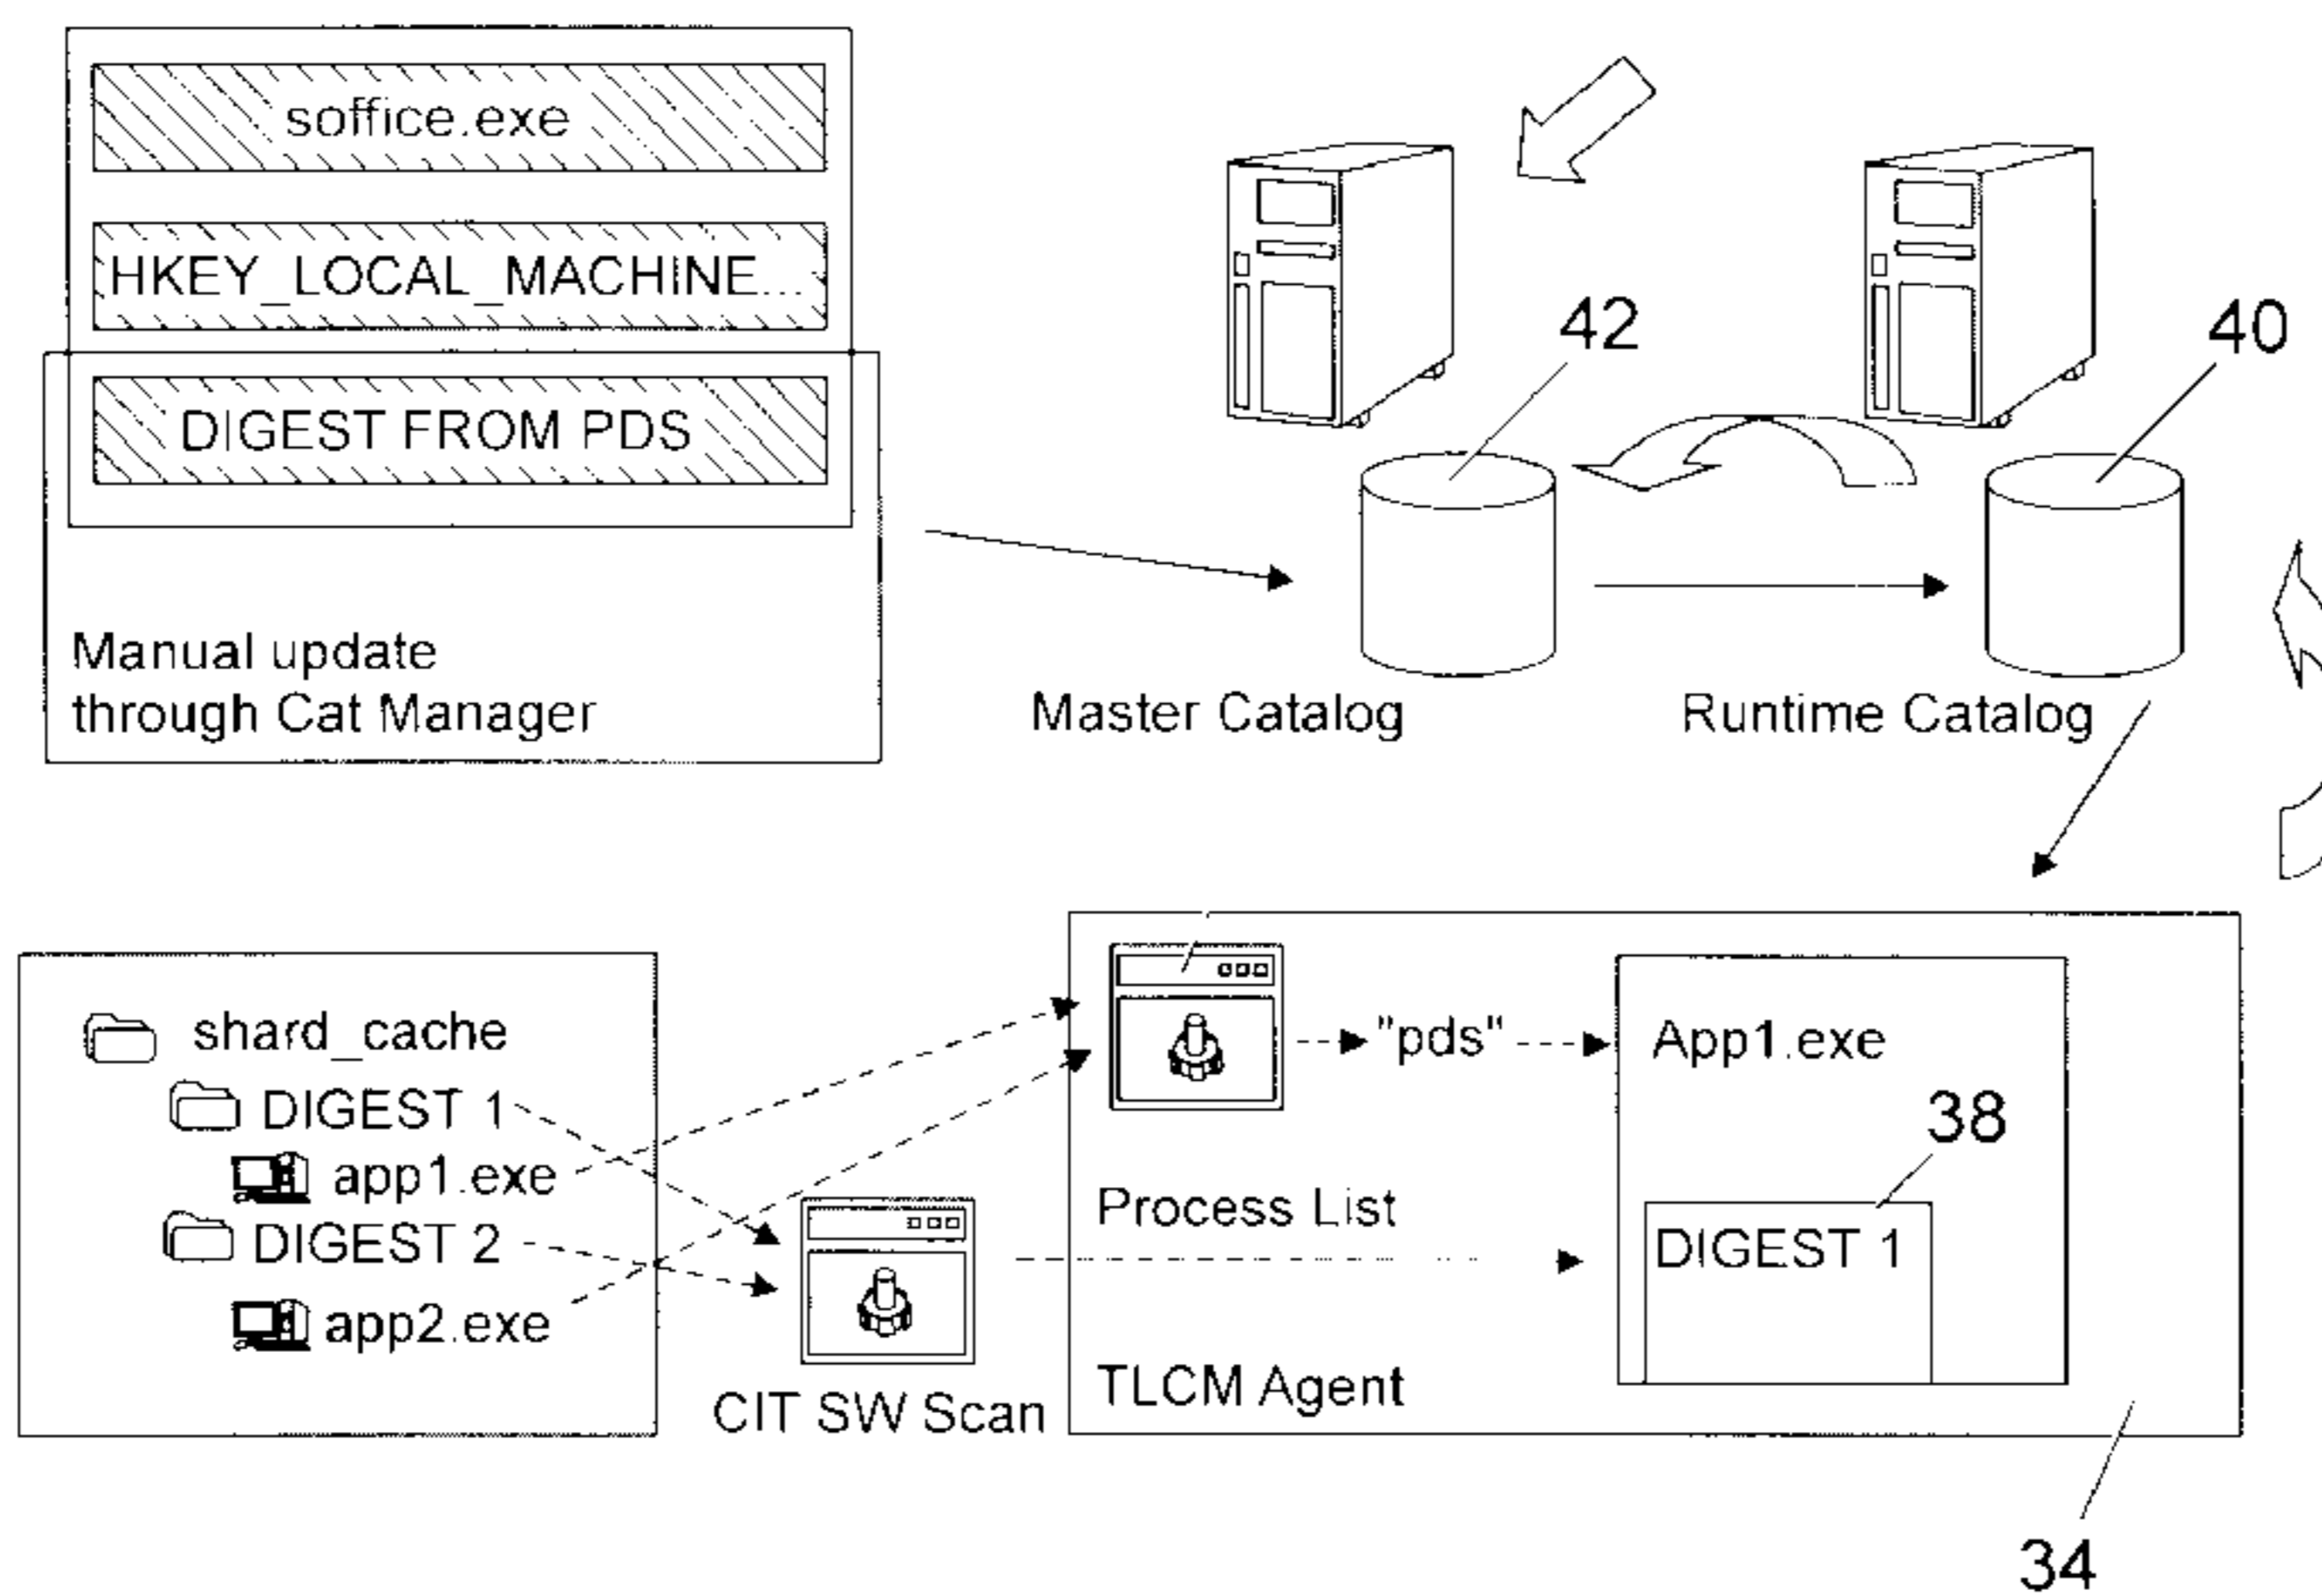 soffice.exe
HKEY_LOCAL_MACHINE...
DIGEST FROM PDS
Manual update
through Cat Manager
42
40
Master Catalog
Runtime Catalog
shard_cache
DIGEST 1
app1.exe
DIGEST 2
app2.exe
CIT SW Scan
"pds"
App1.exe
38
Process List
DIGEST 1
TLCM Agent
34